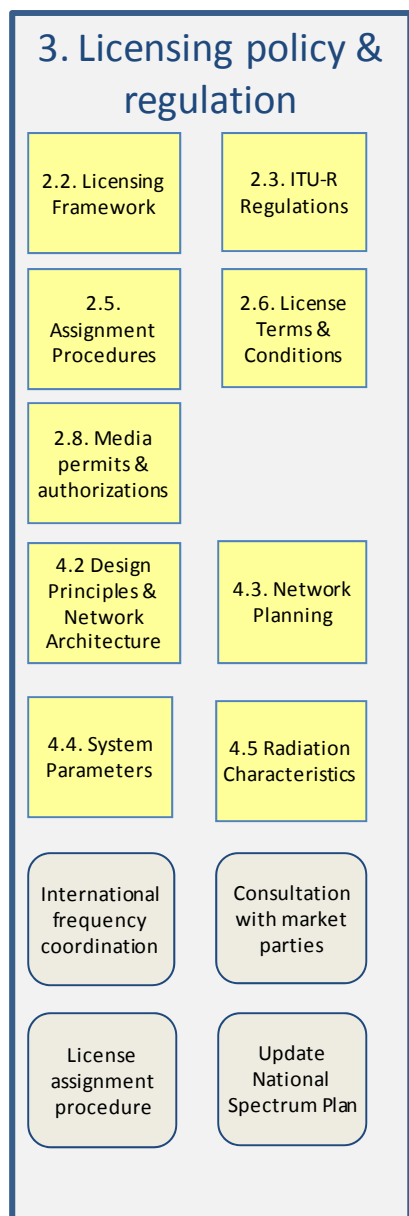 3. Licensing policy &
regulation
2.2. Licensing
Framework
2.3. ITU-R
Regulations
2.5.
Assignment
Procedures
2.6. License
Terms &
Conditions
2.8. Media
permits &
authorizations
4.2 Design
Principles &
Network
Architecture
4.3. Network
Planning
4.4. System
Parameters
4.5 Radiation
Characteristics
International
frequency
coordination
Consultation
with market
parties
License
assignment
procedure
Update
National
Spectrum Plan